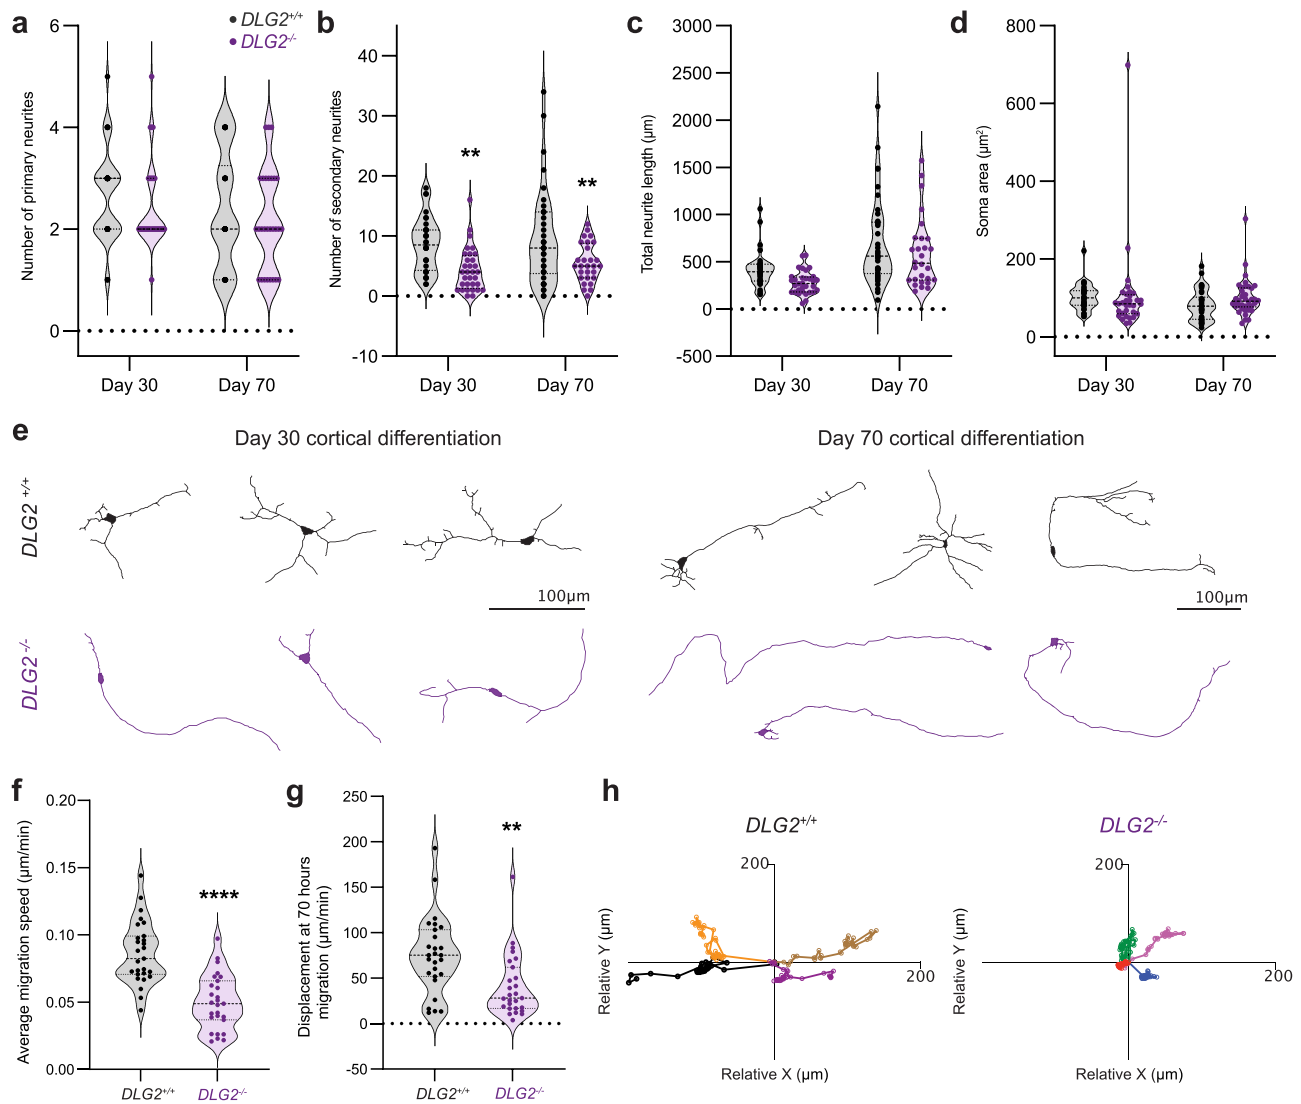 a
DLG2+/+
DLG2-/-
Number of primary neurites
6
4
2
0
Day 30
Day 70
b
Number of secondary neurites
40
30
20
10
0
-10
**
**
Day 30
Day 70
c
Total neurite length (µm)
3000
2500
2000
1500
1000
500
0
-500
Day 30
Day 70
d
Soma area (µm²)
800
600
400
200
0
Day 30
Day 70
e
Day 30 cortical differentiation
Day 70 cortical differentiation
DLG2 +/+
100µm
100µm
DLG2 -/-
f
Average migration speed (µm/min)
0.20
0.15
0.10
0.05
0.00
****
DLG2+/+
DLG2-/-
g
Displacement at 70 hours
migration (µm/min)
250
200
150
100
50
0
-50
**
DLG2+/+
DLG2-/-
h
DLG2+/+
200
Relative Y (µm)
200
Relative X (µm)
DLG2-/-
200
Relative Y (µm)
200
Relative X (µm)